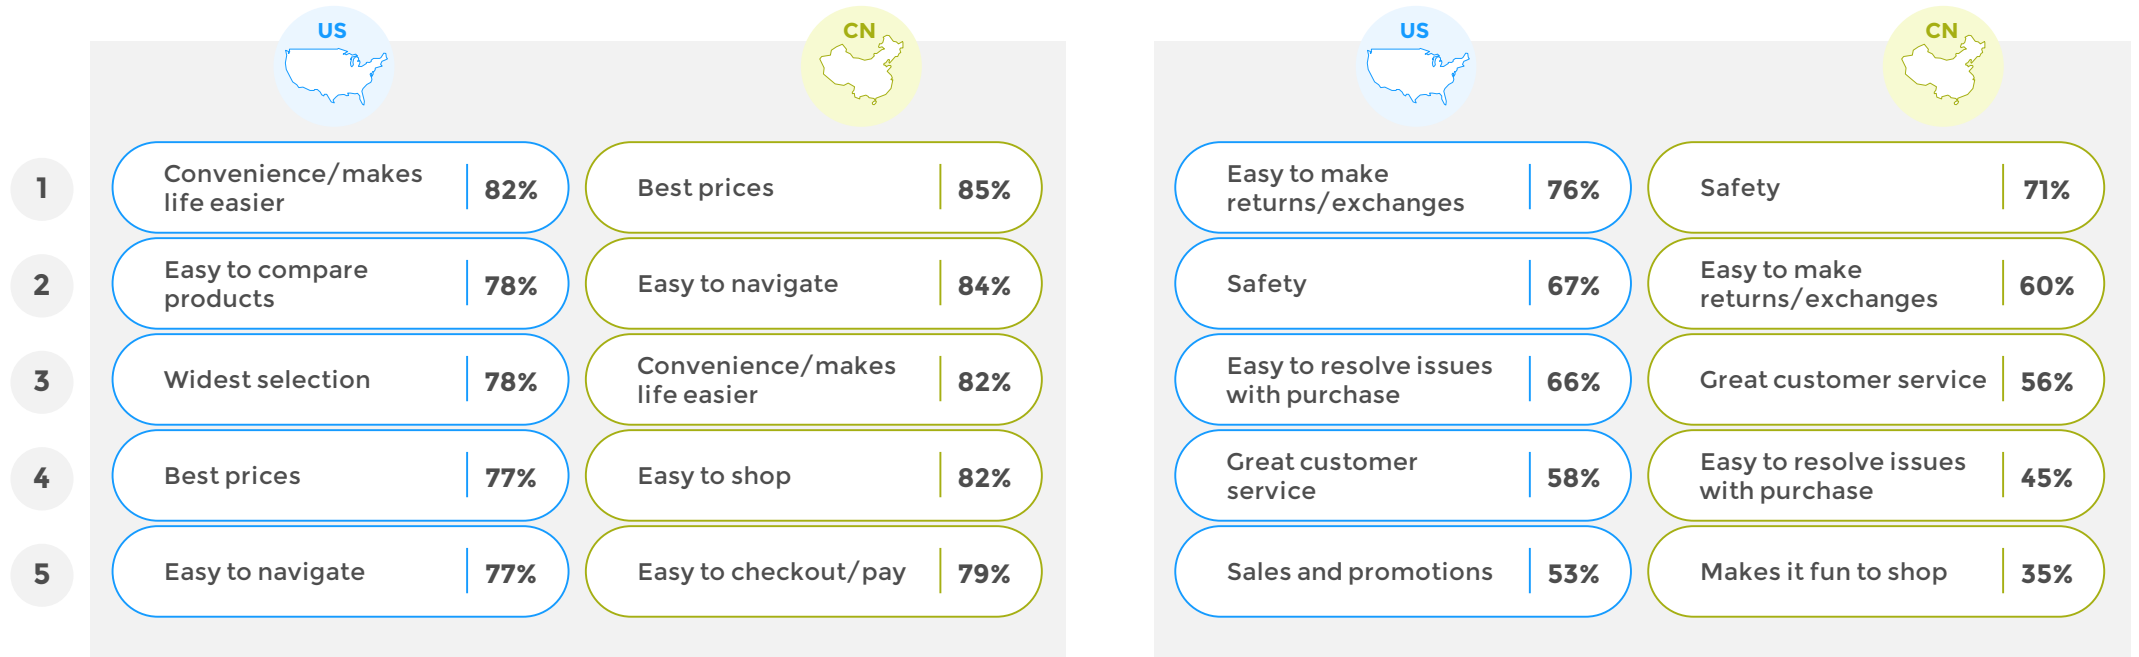 US
CN
US
CN
1
Convenience/makes
life easier
82%
Best prices
85%
Easy to make
returns/exchanges
76%
Safety
71%
2
Easy to compare
products
78%
Easy to navigate
84%
Safety
67%
Easy to make
returns/exchanges
60%
3
Widest selection
78%
Convenience/makes
life easier
82%
Easy to resolve issues
with purchase
66%
Great customer service
56%
4
Best prices
77%
Easy to shop
82%
Great customer
service
58%
Easy to resolve issues
with purchase
45%
5
Easy to navigate
77%
Easy to checkout/pay
79%
Sales and promotions
53%
Makes it fun to shop
35%